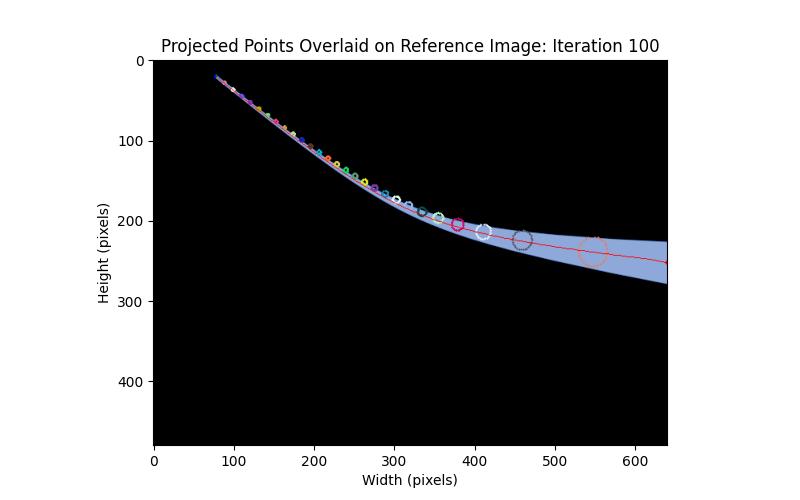 Projected Points Overlaid on Reference Image: Iteration 100
0
100
200
300
400
Height (pixels)
0 100 200 300 400 500 600
Width (pixels)